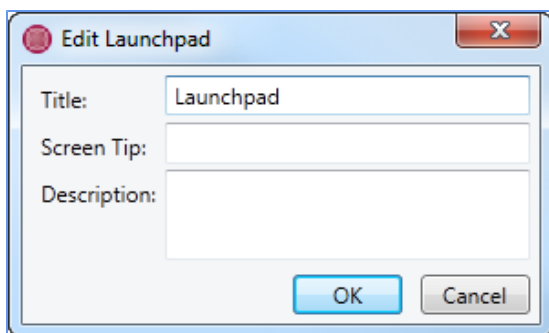 Edit Launchpad
Title: Launchpad
Screen Tip:
Description:
OK Cancel